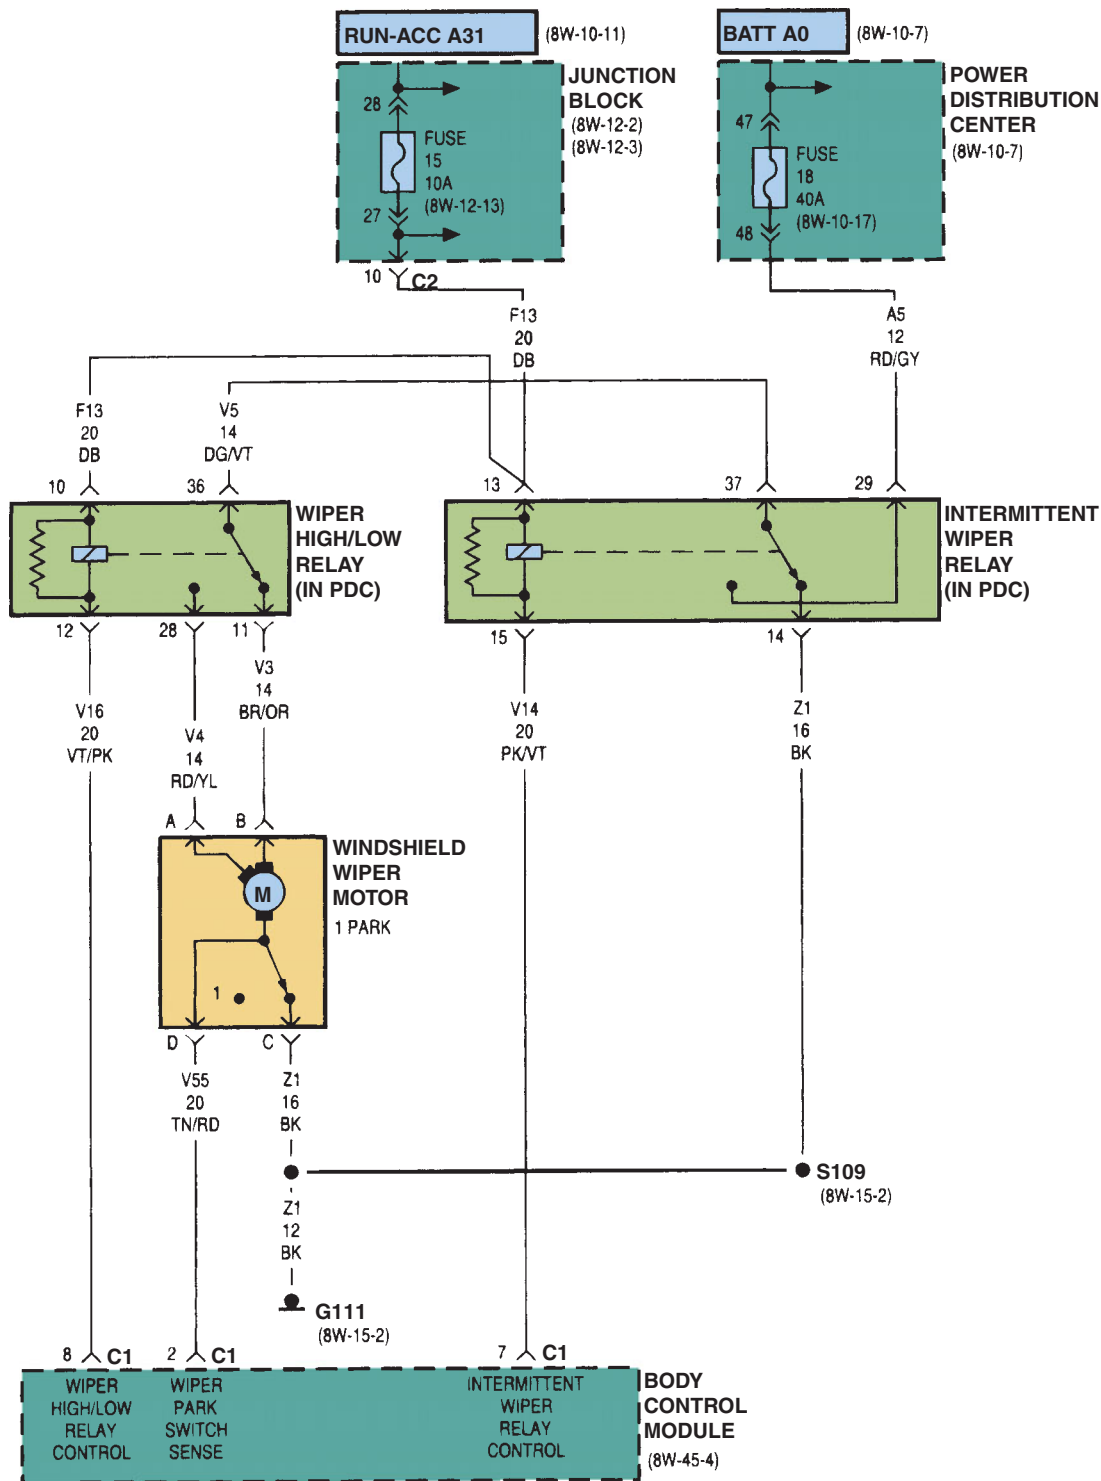 RUN-ACC A31
(8W-10-11)
BATT A0
(8W-10-7)
JUNCTION
BLOCK
(8W-12-2)
(8W-12-3)
28
FUSE
15
10A
(8W-12-13)
27
10
C2
POWER
DISTRIBUTION
CENTER
(8W-10-7)
47
FUSE
18
40A
(8W-10-17)
48
F13
20
DB
A5
12
RD/GY
F13
20
DB
V5
14
DG/VT
10
36
13
37
29
WIPER
HIGH/LOW
RELAY
(IN PDC)
INTERMITTENT
WIPER
RELAY
(IN PDC)
12
28
11
15
14
V3
14
BR/OR
V16
20
VT/PK
V4
14
RD/YL
V14
20
PK/VT
Z1
16
BK
A
B
WINDSHIELD
WIPER
MOTOR
1 PARK
M
1
D
C
V55
20
TN/RD
Z1
16
BK
S109
(8W-15-2)
Z1
12
BK
G111
(8W-15-2)
8
C1
2
C1
7
C1
WIPER
HIGH/LOW
RELAY
CONTROL
WIPER
PARK
SWITCH
SENSE
INTERMITTENT
WIPER
RELAY
CONTROL
BODY
CONTROL
MODULE
(8W-45-4)